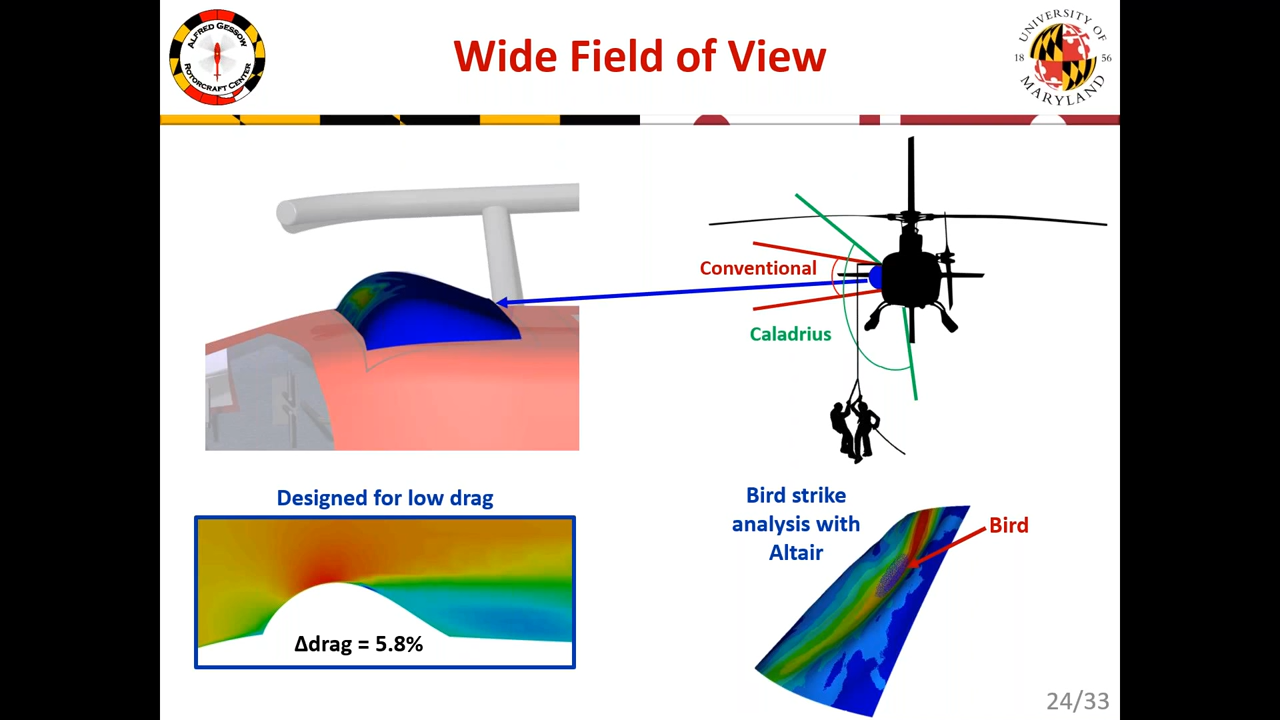 ALFRED GESSOW
ROTORCRAFT CENTER
Wide Field of View
UNIVERSITY OF
18 56
MARYLAND
Conventional
Caladrius
Designed for low drag
Δdrag = 5.8%
Bird strike
analysis with
Altair
Bird
24/33